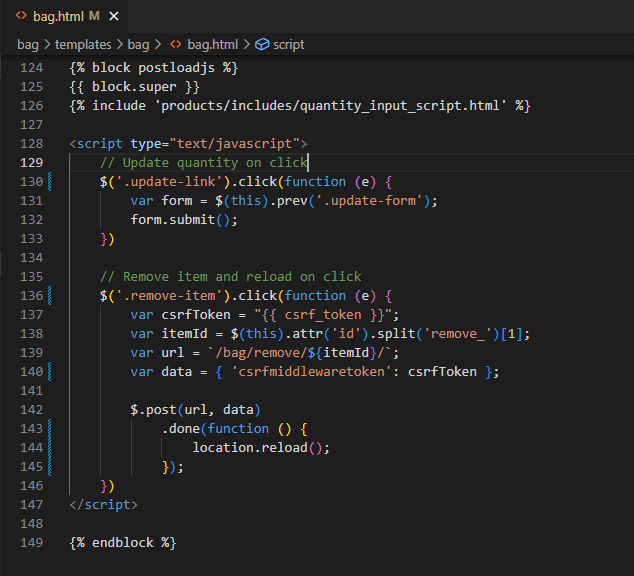 <> bag.html M ×
bag > templates > bag > <> bag.html > script
124 {% block postloadjs %}
125 {{ block.super }}
126 {% include 'products/includes/quantity_input_script.html' %}
127
128 <script type="text/javascript">
129     // Update quantity on click
130     $('.update-link').click(function (e) {
131         var form = $(this).prev('.update-form');
132         form.submit();
133     })
134
135     // Remove item and reload on click
136     $('.remove-item').click(function (e) {
137         var csrfToken = "{{ csrf_token }}";
138         var itemId = $(this).attr('id').split('remove_')[1];
139         var url = `/bag/remove/${itemId}/`;
140         var data = { 'csrfmiddlewaretoken': csrfToken };
141
142         $.post(url, data)
143             .done(function () {
144                 location.reload();
145             });
146     })
147 </script>
148
149 {% endblock %}